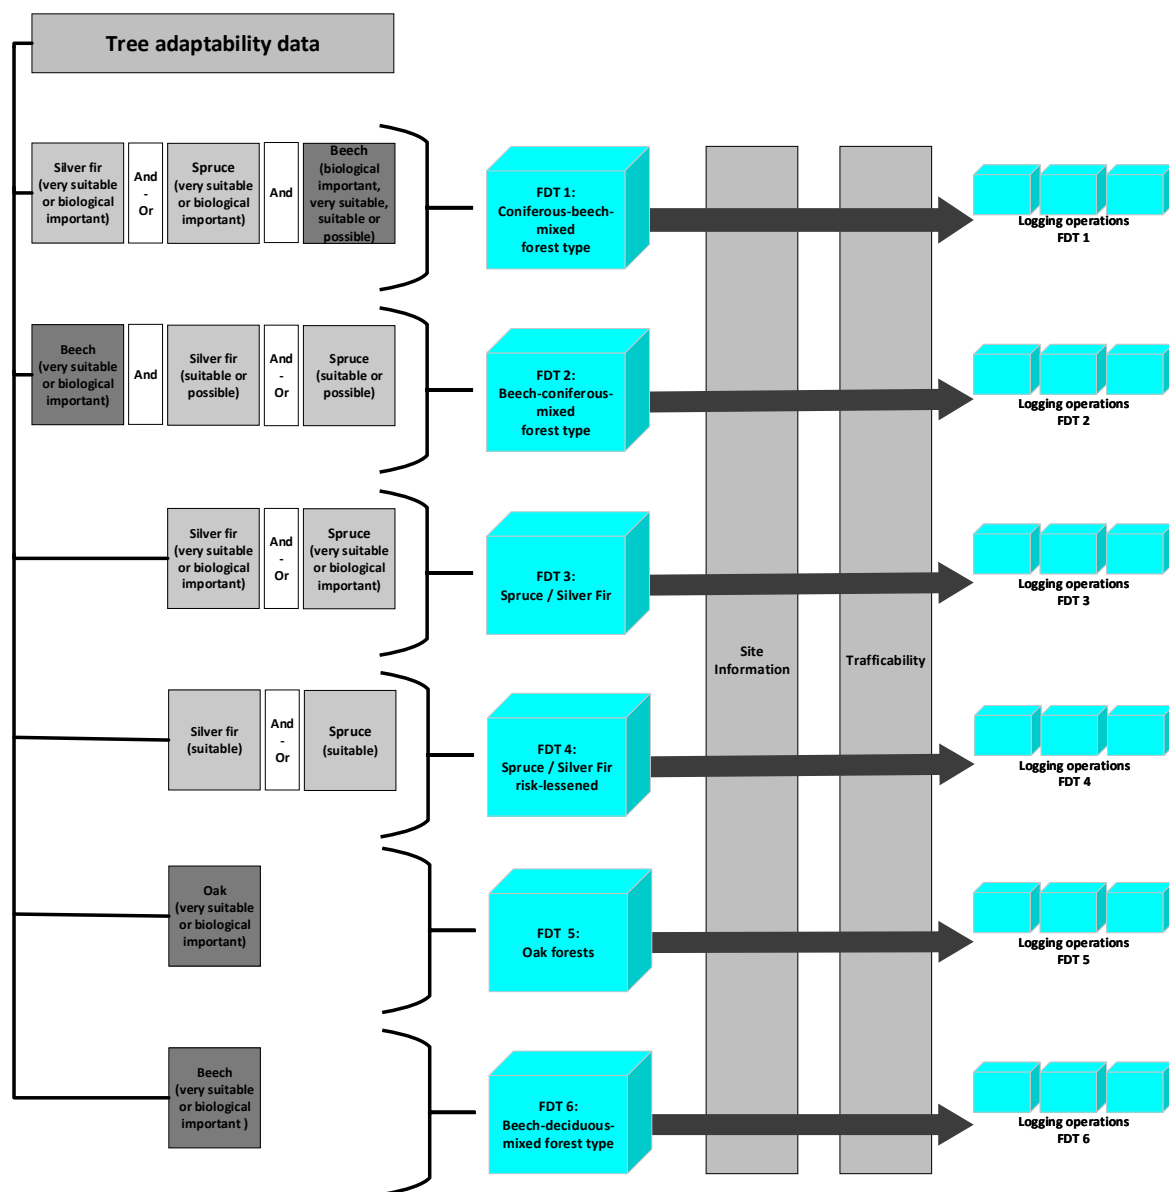 Tree adaptability data
Silver fir
(very suitable
or biological
important)
And
-
Or
Spruce
(very suitable
or biological
important)
And
Beech
(biological
important,
very suitable,
suitable or
possible)
FDT 1:
Coniferous-beech-
mixed
forest type
Logging operations
FDT 1
Beech
(very suitable
or biological
important)
And
Silver fir
(suitable or
possible)
And
-
Or
Spruce
(suitable or
possible)
FDT 2:
Beech-coniferous-
mixed
forest type
Logging operations
FDT 2
Silver fir
(very suitable
or biological
important)
And
-
Or
Spruce
(very suitable
or biological
important)
FDT 3:
Spruce / Silver Fir
Logging operations
FDT 3
Site
Information
Trafficability
Silver fir
(suitable)
And
-
Or
Spruce
(suitable)
FDT 4:
Spruce / Silver Fir
risk-lessened
Logging operations
FDT 4
Oak
(very suitable
or biological
important)
FDT  5:
Oak forests
Logging operations
FDT 5
Beech
(very suitable
or biological
important )
FDT 6:
Beech-deciduous-
mixed forest type
Logging operations
FDT 6